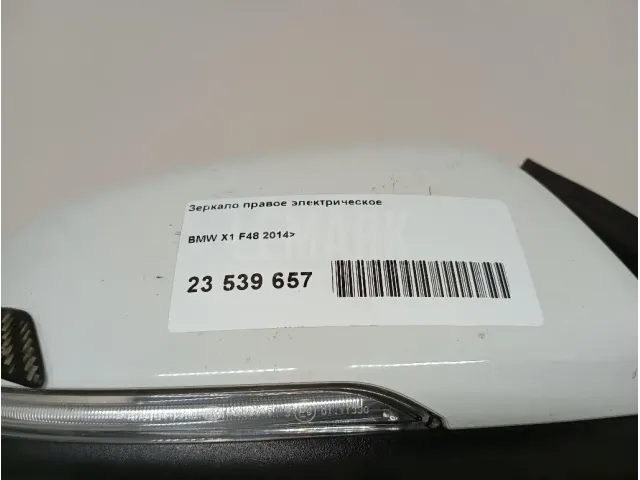 Зеркало правое электрическое
BMW X1 F48 2014>
23 539 657